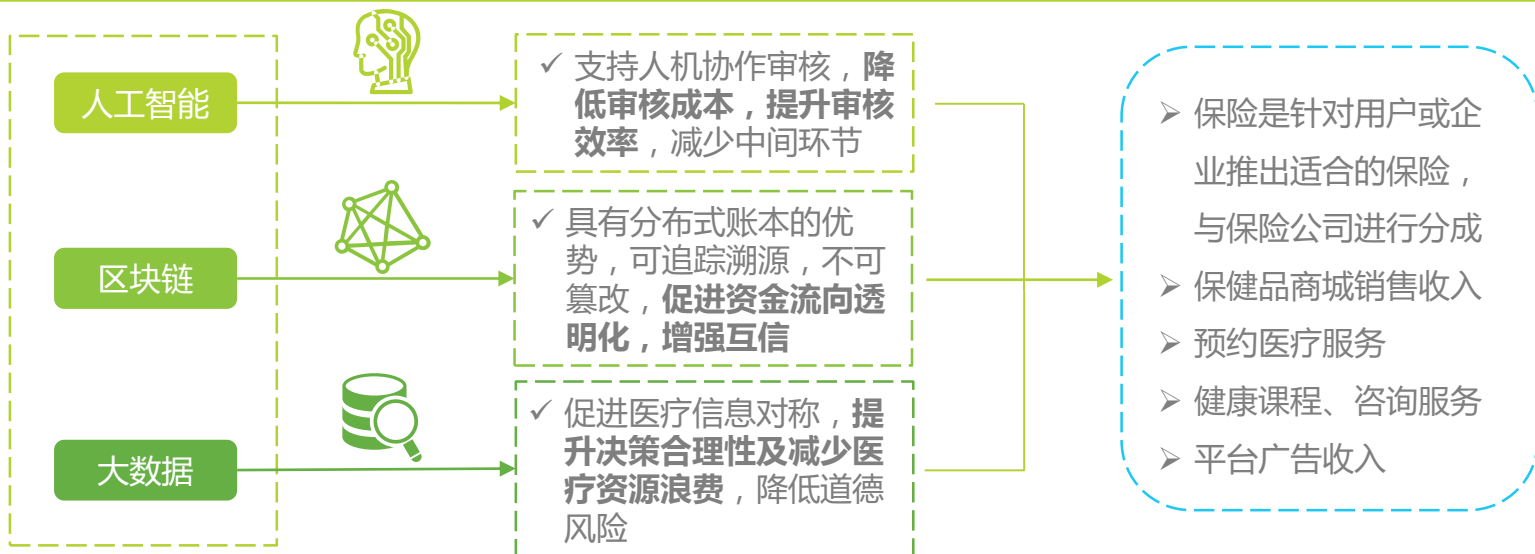 人工智能
支持人机协作审核，降
低审核成本，提升审核
效率，减少中间环节
区块链
具有分布式账本的优
势，可追踪溯源，不可
篡改，促进资金流向透
明化，增强互信
大数据
促进医疗信息对称，提
升决策合理性及减少医
疗资源浪费，降低道德
风险
保险是针对用户或企
业推出适合的保险，
与保险公司进行分成
保健品商城销售收入
预约医疗服务
健康课程、咨询服务
平台广告收入